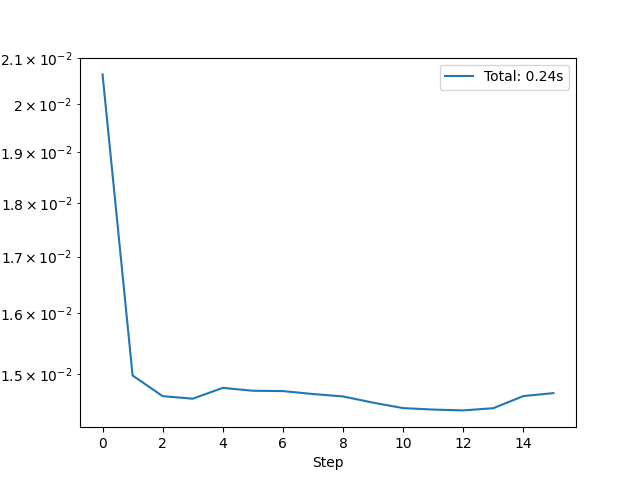 2.1 × 10⁻²
2 × 10⁻²
1.9 × 10⁻²
1.8 × 10⁻²
1.7 × 10⁻²
1.6 × 10⁻²
1.5 × 10⁻²
Total: 0.24s
0 2 4 6 8 10 12 14
Step